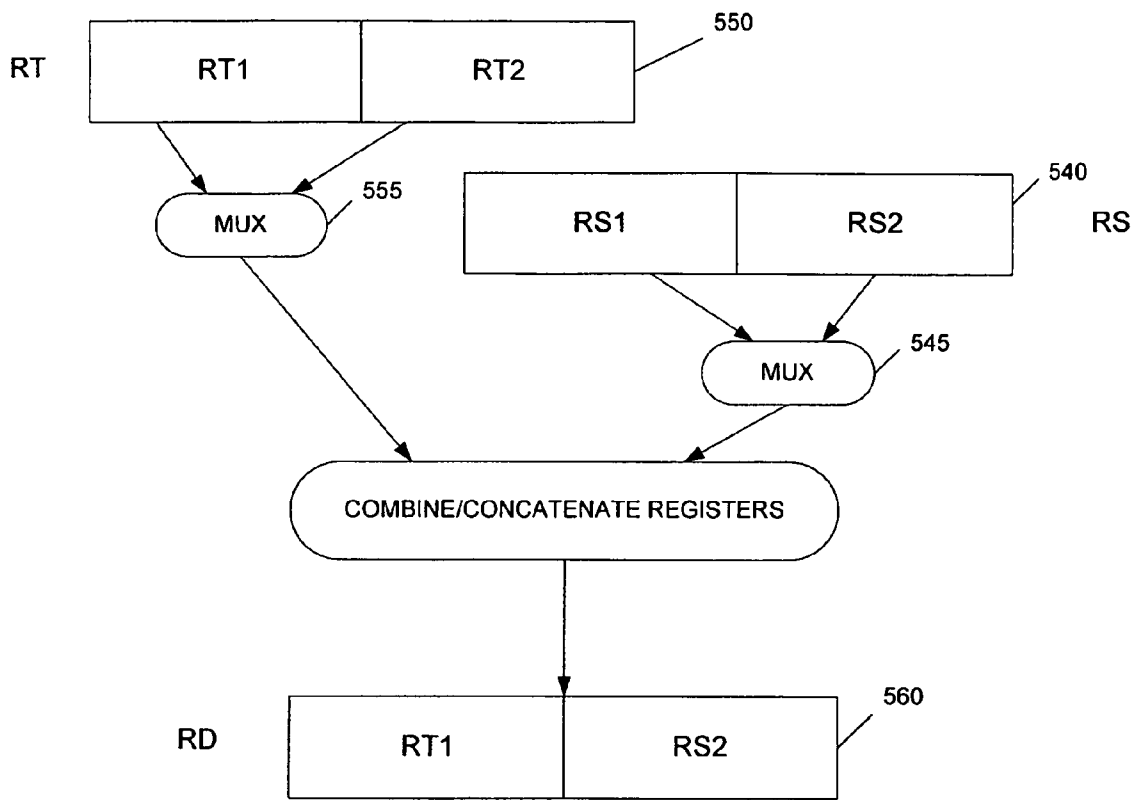 550
RT RT1 RT2
555
540
MUX
RS1 RS2 RS
545
MUX
COMBINE/CONCATENATE REGISTERS
560
RD RT1 RS2